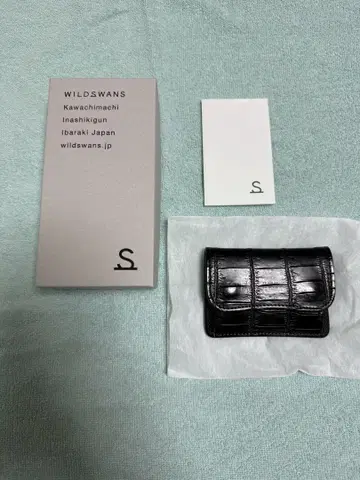 WILDSWANS
Kawachimachi
Inashikigun
Ibaraki Japan
wildswans.jp
S
S